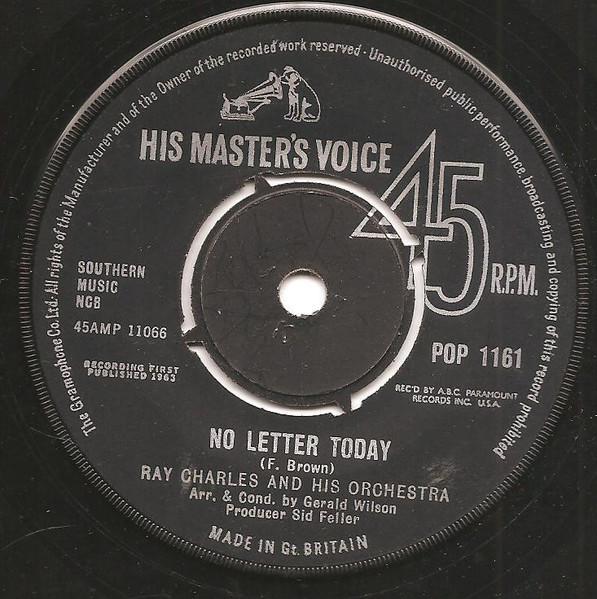 The Gramophone Co. Ltd. All rights of the Manufacturer and of the Owner of the recorded work reserved · Unauthorised public performance, broadcasting and copying of this record prohibited
HIS MASTER'S VOICE
45
R.P.M.
SOUTHERN
MUSIC
NCB
45AMP 11066
POP 1161
RECORDING FIRST
PUBLISHED 1963
REC'D BY A.B.C. PARAMOUNT
RECORDS INC. U.S.A.
NO LETTER TODAY
(F. Brown)
RAY CHARLES AND HIS ORCHESTRA
Arr. & Cond. by Gerald Wilson
Producer Sid Feller
MADE IN Gt. BRITAIN